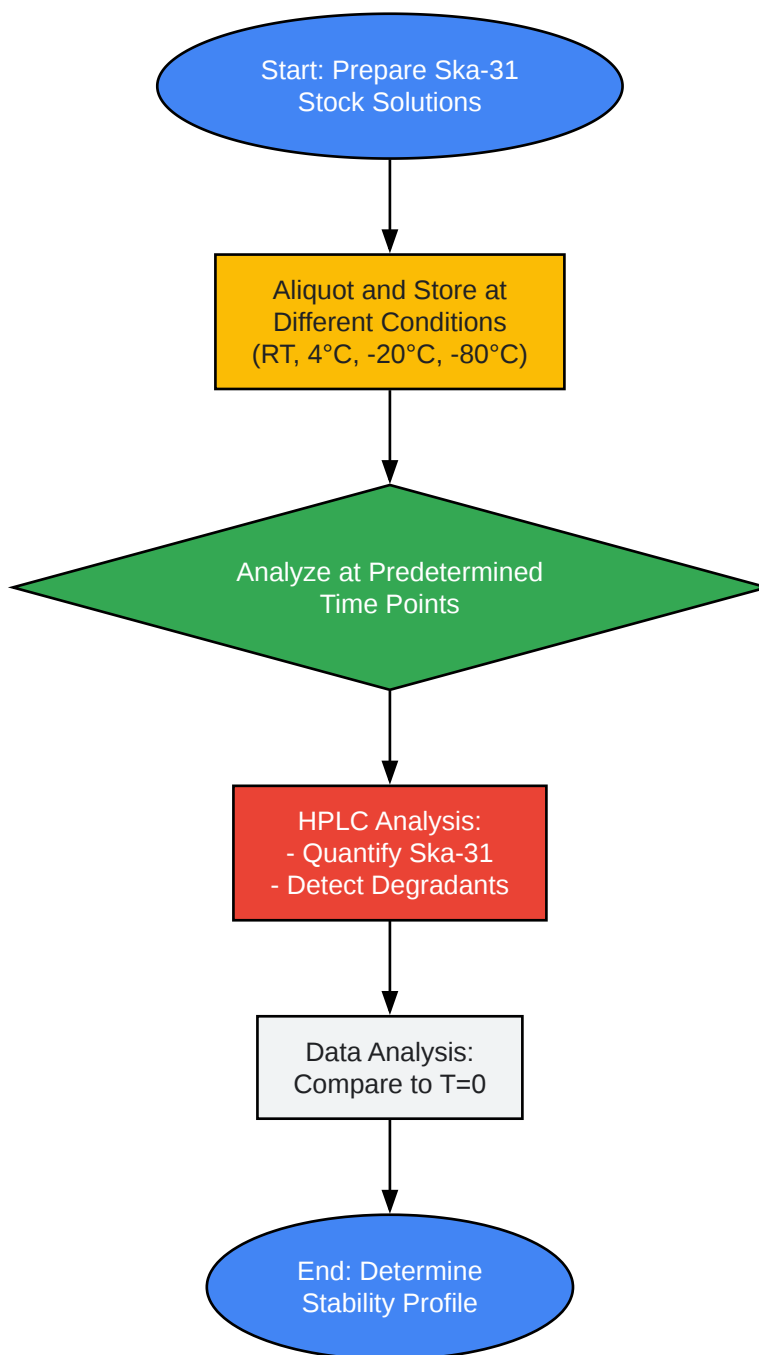 Start: Prepare Ska-31
Stock Solutions
Aliquot and Store at
Different Conditions
(RT, 4°C, -20°C, -80°C)
Analyze at Predetermined
Time Points
HPLC Analysis:
- Quantify Ska-31
- Detect Degradants
Data Analysis:
Compare to T=0
End: Determine
Stability Profile